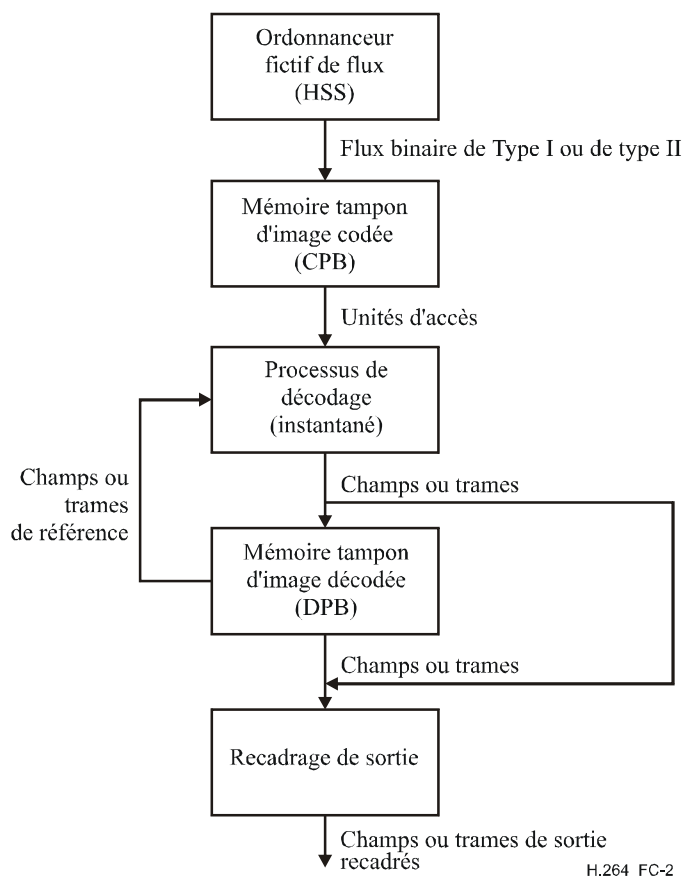 Ordonnanceur
fictif de flux
(HSS)
Flux binaire de Type I ou de type II
Mémoire tampon
d'image codée
(CPB)
Unités d'accès
Processus de
décodage
(instantané)
Champs ou trames
Champs ou
trames
de référence
Mémoire tampon
d'image décodée
(DPB)
Champs ou trames
Recadrage de sortie
Champs ou trames de sortie
recadrés
H.264_FC-2